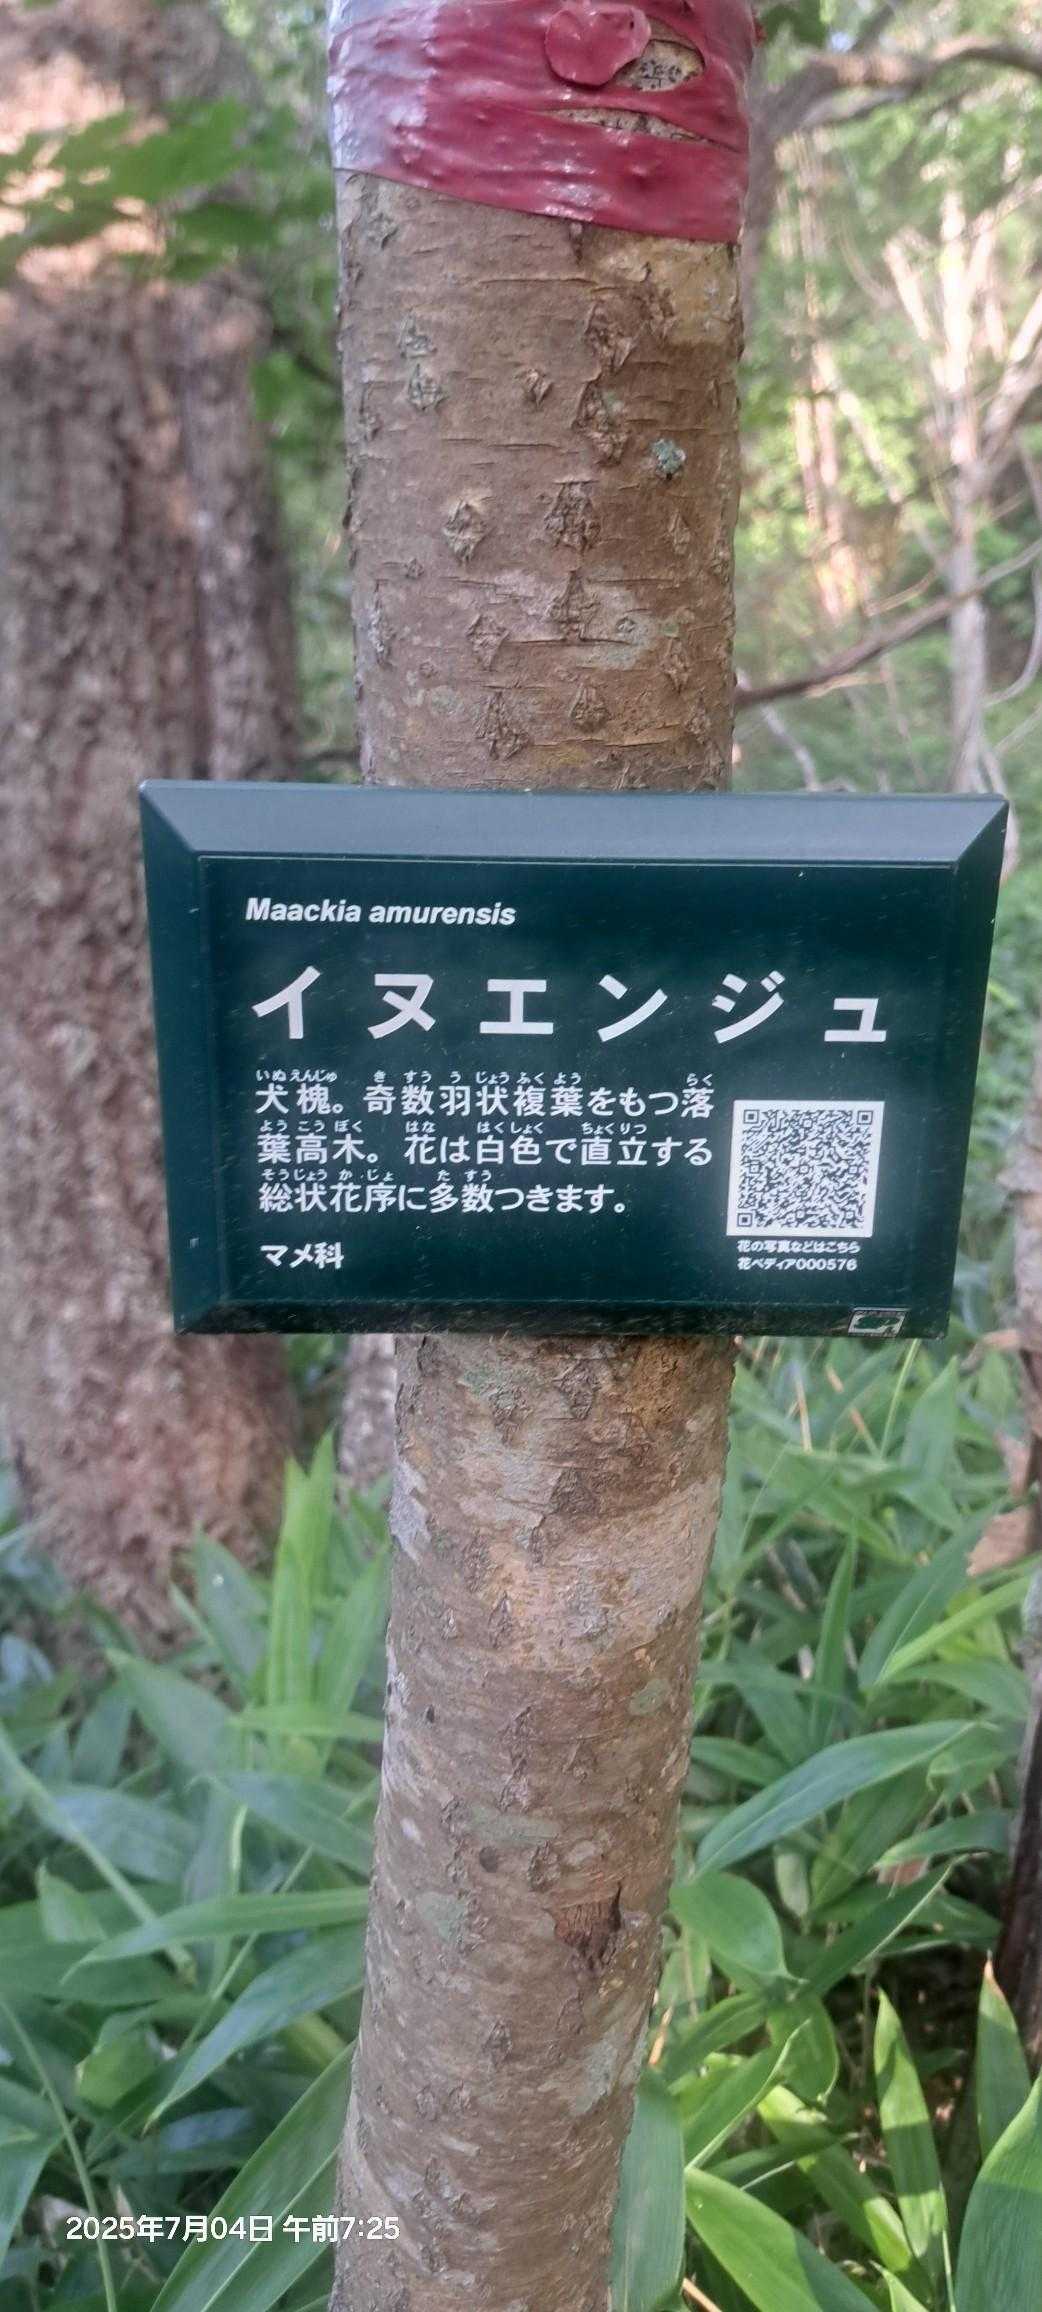 Maackia amurensis
イヌエンジュ
いぬ えんじゅ き すう う じょう ふく よう らく
犬槐。奇数羽状複葉をもつ落
よう こう ぼく はな はくしょく ちょくりつ
葉高木。花は白色で直立する
そうじょう か じょ た すう
総状花序に多数つきます。
マメ科
花の写真などはこちら
花ペディア000576
2025年7月04日 午前7:25